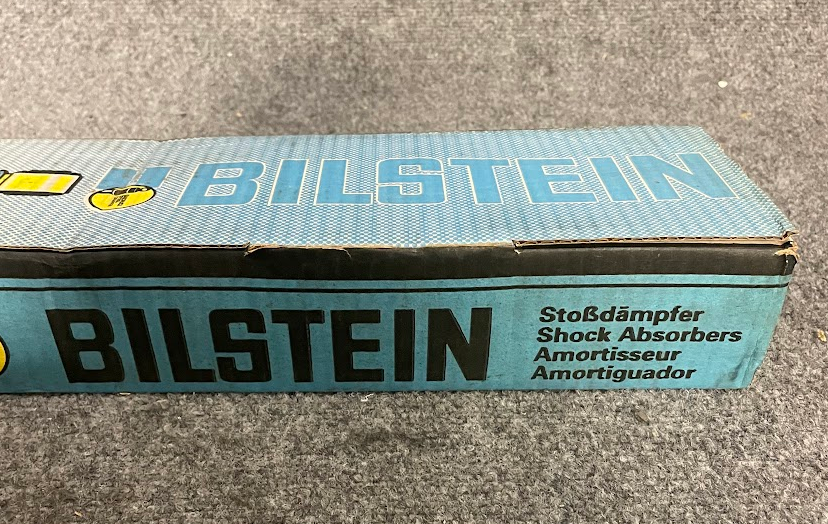 BILSTEIN
BILSTEIN
Stoßdämpfer
Shock Absorbers
Amortisseur
Amortiguador